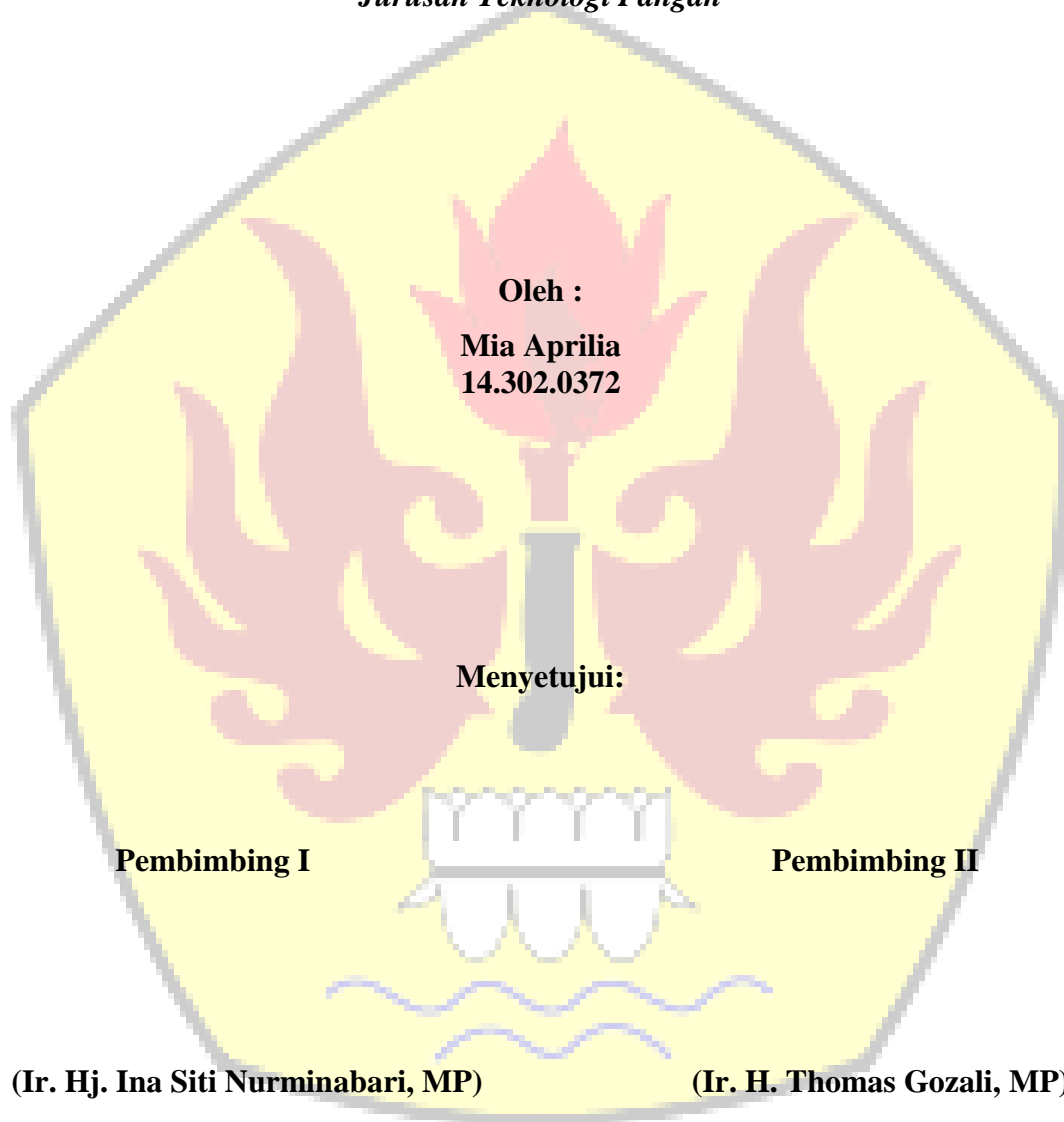 Jurusan Teknologi Pangan
Oleh :
Mia Aprilia
14.302.0372
Menyetujui:
Pembimbing I Pembimbing II
(Ir. Hj. Ina Siti Nurminabari, MP) (Ir. H. Thomas Gozali, MP)